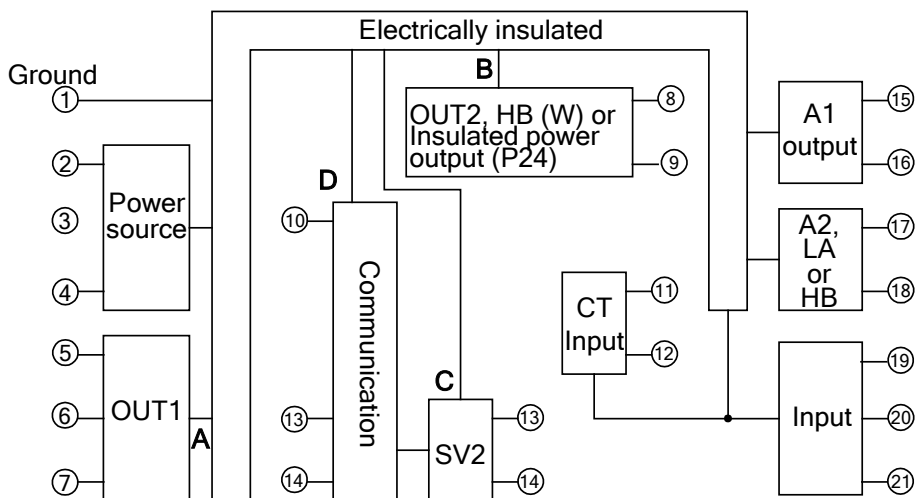 Electrically insulated
Ground
1
2
3
4
Power
source
5
6
7
OUT1
A
B
OUT2, HB (W) or
Insulated power
output (P24)
8
9
D
10
Communication
13
14
C
SV2
13
14
CT
Input
11
12
A1
output
15
16
A2,
LA
or
HB
17
18
Input
19
20
21